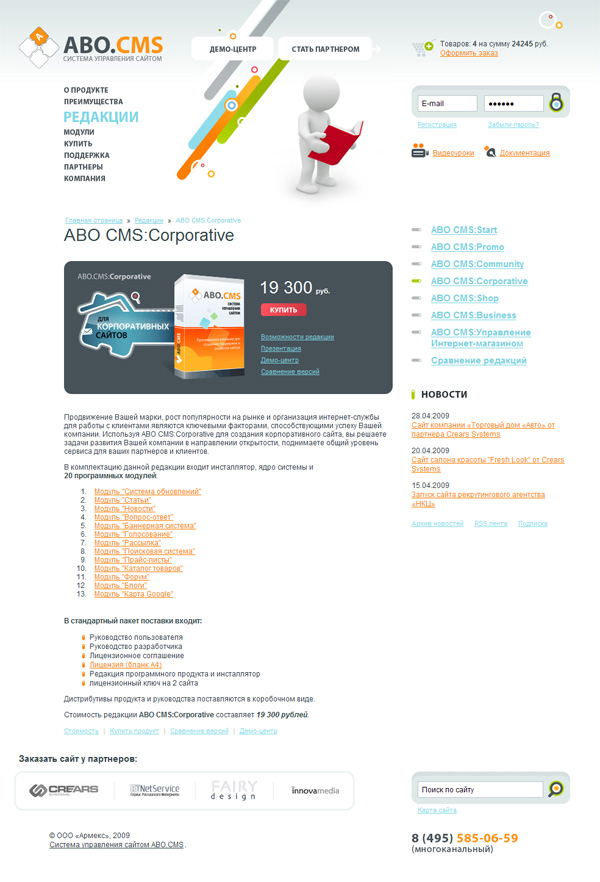 ABO.CMS
СИСТЕМА УПРАВЛЕНИЯ САЙТОМ
ДЕМО-ЦЕНТР
СТАТЬ ПАРТНЕРОМ
Товаров: 4 на сумму 24245 руб.
Оформить заказ
О ПРОДУКТЕ
ПРЕИМУЩЕСТВА
РЕДАКЦИИ
МОДУЛИ
КУПИТЬ
ПОДДЕРЖКА
ПАРТНЕРЫ
КОМПАНИЯ
E-mail
••••••
Регистрация
Забыли пароль?
Видеоуроки
Документация
Главная страница » Редакции » ABO CMS:Corporative
ABO CMS:Corporative
ABO.CMS:Corporative
ДЛЯ
КОРПОРАТИВНЫХ
САЙТОВ
ABO.CMS
СИСТЕМА
УПРАВЛЕНИЯ
САЙТОМ
19 300 руб.
КУПИТЬ
Возможности редакции
Презентация
Демо-центр
Сравнение версий
ABO CMS:Start
ABO CMS:Promo
ABO CMS:Community
ABO CMS:Corporative
ABO CMS:Shop
ABO CMS:Business
ABO CMS:Управление
Интернет-магазином
Сравнение редакций
НОВОСТИ
28.04.2009
Сайт компании «Торговый дом «Авто» от
партнера Crears Systems
20.04.2009
Сайт салона красоты "Fresh Look" от Crears
Systems
15.04.2009
Запуск сайта рекрутингового агентства
«НКЦ»
Архив новостей
RSS лента
Подписка
Продвижение Вашей марки, рост популярности на рынке и организация интернет-службы
для работы с клиентами являются ключевыми факторами, способствующими успеху Вашей
компании. Используя ABO CMS:Corporative для создания корпоративного сайта, вы решаете
задачи развития Вашей компании в направлении открытости, поднимаете общий уровень
сервиса для ваших партнеров и клиентов.
В комплектацию данной редакции входит инсталлятор, ядро системы и
20 программных модулей:
1. Модуль "Система обновлений"
2. Модуль "Статьи"
3. Модуль "Новости"
4. Модуль "Вопрос-ответ"
5. Модуль "Баннерная система"
6. Модуль "Голосование"
7. Модуль "Рассылка"
8. Модуль "Поисковая система"
9. Модуль "Прайс-листы"
10. Модуль "Каталог товаров"
11. Модуль "Форум"
12. Модуль "Блоги"
13. Модуль "Карта Google"
В стандартный пакет поставки входит:
Руководство пользователя
Руководство разработчика
Лицензионное соглашение
Лицензия (бланк А4)
Редакция программного продукта и инсталлятор
лицензионный ключ на 2 сайта
Дистрибутивы продукта и руководства поставляются в коробочном виде.
Стоимость редакции ABO CMS:Corporative составляет 19 300 рублей.
Стоимость | Купить продукт | Сравнение версий | Демо-центр
Заказать сайт у партнеров:
CREARS
NetService
FAIRY
design
innovamedia
Поиск по сайту
Карта сайта
© ООО «Армекс», 2009
Система управления сайтом ABO.CMS.
8 (495) 585-06-59
(многоканальный)